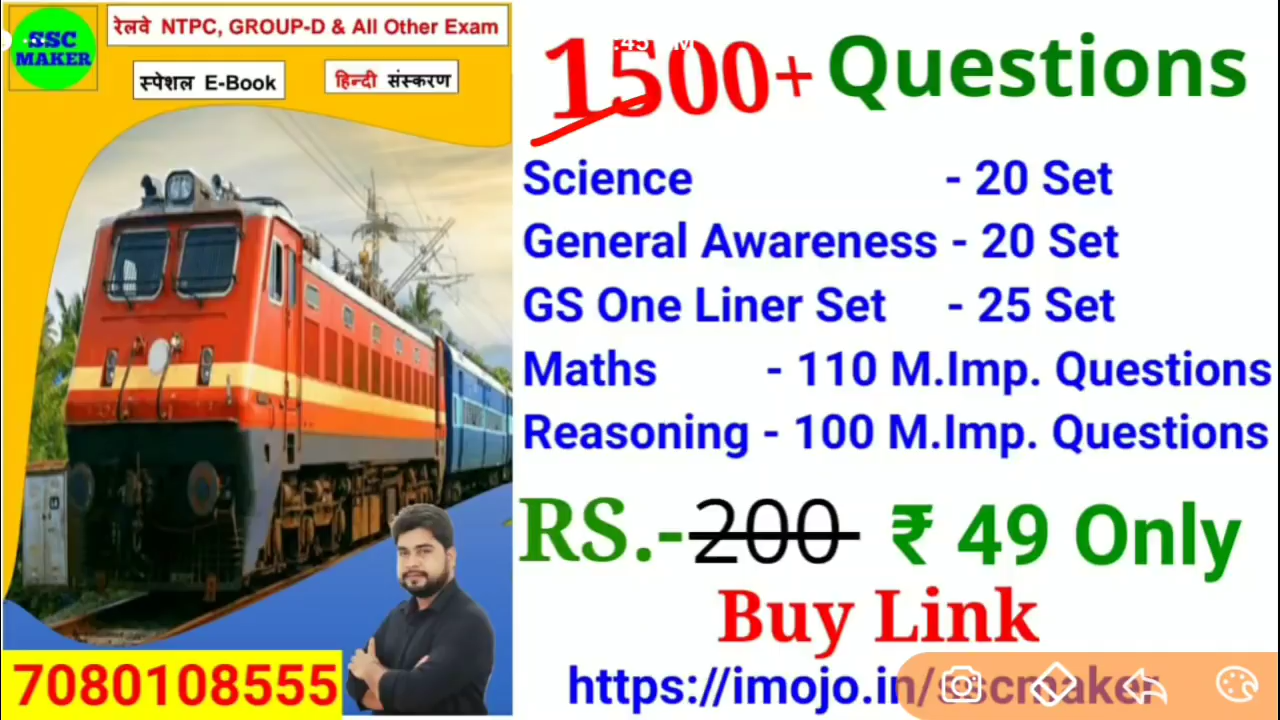 SSC
MAKER
रेलवे NTPC, GROUP-D & All Other Exam
स्पेशल E-Book
हिन्दी संस्करण
7080108555
1500+ Questions
Science - 20 Set
General Awareness - 20 Set
GS One Liner Set - 25 Set
Maths - 110 M.Imp. Questions
Reasoning - 100 M.Imp. Questions
RS.-200 ₹ 49 Only
Buy Link
https://imojo.in/sscmaker